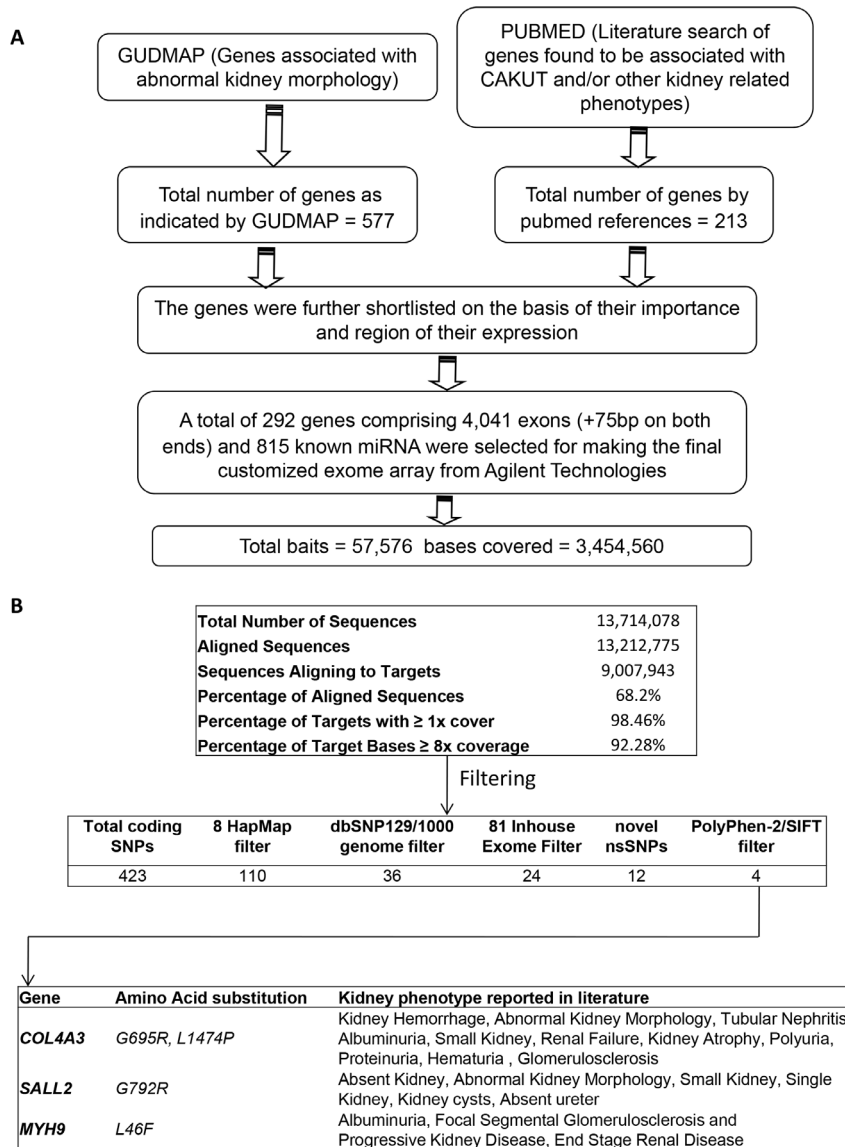 A
GUDMAP (Genes associated with
abnormal kidney morphology)
PUBMED (Literature search of
genes found to be associated with
CAKUT and/or other kidney related
phenotypes)
Total number of genes as
indicated by GUDMAP = 577
Total number of genes by
pubmed references = 213
The genes were further shortlisted on the basis of their importance
and region of their expression
A total of 292 genes comprising 4,041 exons (+75bp on both
ends) and 815 known miRNA were selected for making the final
customized exome array from Agilent Technologies
Total baits = 57,576 bases covered = 3,454,560
B
Total Number of Sequences 13,714,078
Aligned Sequences 13,212,775
Sequences Aligning to Targets 9,007,943
Percentage of Aligned Sequences 68.2%
Percentage of Targets with ≥ 1x cover 98.46%
Percentage of Target Bases ≥ 8x coverage 92.28%
Filtering
Total coding SNPs 8 HapMap filter dbSNP129/1000 genome filter 81 Inhouse Exome Filter novel nsSNPs PolyPhen-2/SIFT filter
423 110 36 24 12 4
Gene Amino Acid substitution Kidney phenotype reported in literature
COL4A3 G695R, L1474P Kidney Hemorrhage, Abnormal Kidney Morphology, Tubular Nephritis
Albuminuria, Small Kidney, Renal Failure, Kidney Atrophy, Polyuria,
Proteinuria, Hematuria , Glomerulosclerosis
SALL2 G792R Absent Kidney, Abnormal Kidney Morphology, Small Kidney, Single
Kidney, Kidney cysts, Absent ureter
MYH9 L46F Albuminuria, Focal Segmental Glomerulosclerosis and
Progressive Kidney Disease, End Stage Renal Disease